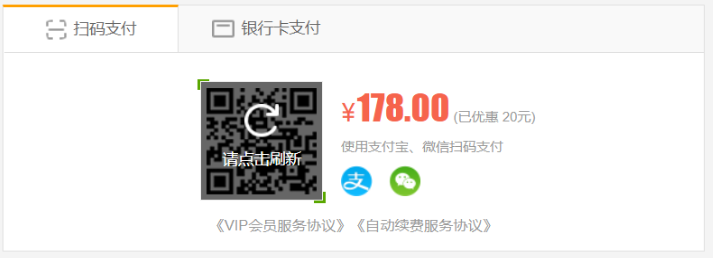 扫码支付 银行卡支付
¥178.00 (已优惠 20元)
请点击刷新
使用支付宝、微信扫码支付
支
《VIP会员服务协议》《自动续费服务协议》